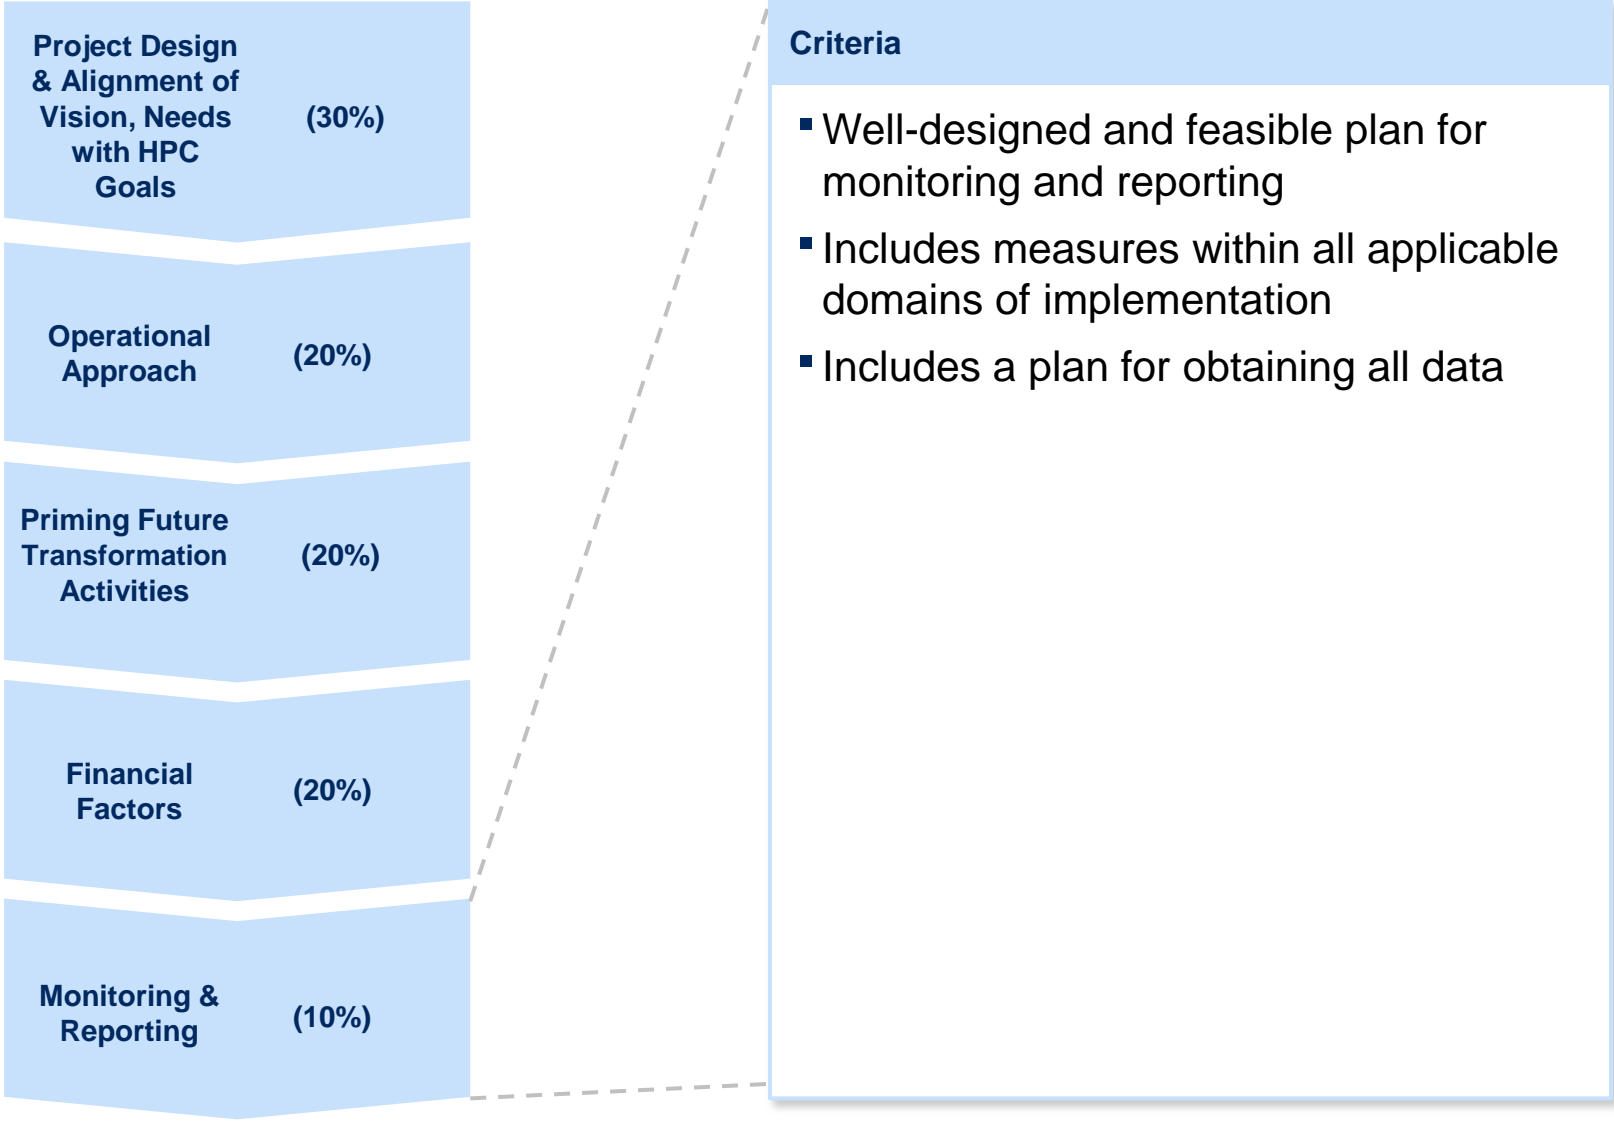 Project Design
& Alignment of
Vision, Needs
with HPC
Goals
(30%)
Operational
Approach
(20%)
Priming Future
Transformation
Activities
(20%)
Financial
Factors
(20%)
Monitoring &
Reporting
(10%)
Criteria
▪ Well-designed and feasible plan for
monitoring and reporting
▪ Includes measures within all applicable
domains of implementation
▪ Includes a plan for obtaining all data